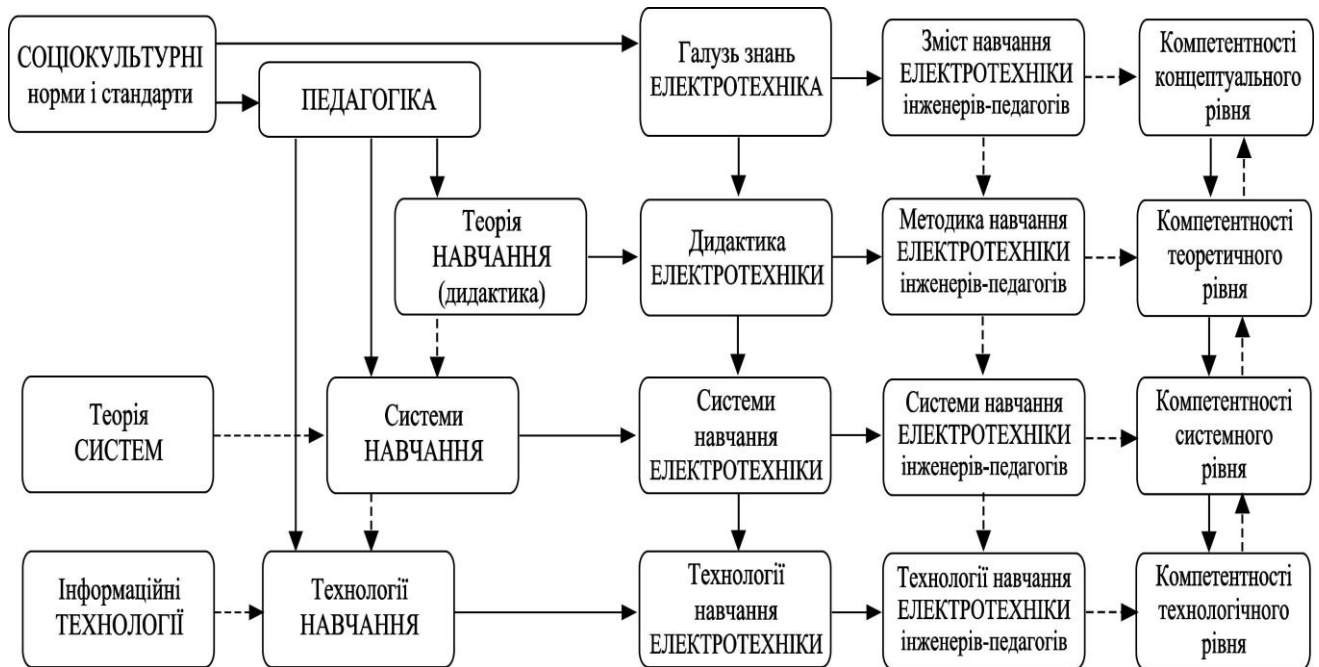 СОЦІОКУЛЬТУРНІ
норми і стандарти
ПЕДАГОГІКА
Галузь знань
ЕЛЕКТРОТЕХНІКА
Зміст навчання
ЕЛЕКТРОТЕХНІКИ
інженерів-педагогів
Компетентності
концептуального
рівня
Теорія
НАВЧАННЯ
(дидактика)
Дидактика
ЕЛЕКТРОТЕХНІКИ
Методика навчання
ЕЛЕКТРОТЕХНІКИ
інженерів-педагогів
Компетентності
теоретичного
рівня
Теорія
СИСТЕМ
Системи
НАВЧАННЯ
Системи
навчання
ЕЛЕКТРОТЕХНІКИ
Системи навчання
ЕЛЕКТРОТЕХНІКИ
інженерів-педагогів
Компетентності
системного
рівня
Інформаційні
ТЕХНОЛОГІЇ
Технології
НАВЧАННЯ
Технології
навчання
ЕЛЕКТРОТЕХНІКИ
Технології навчання
ЕЛЕКТРОТЕХНІКИ
інженерів-педагогів
Компетентності
технологічного
рівня